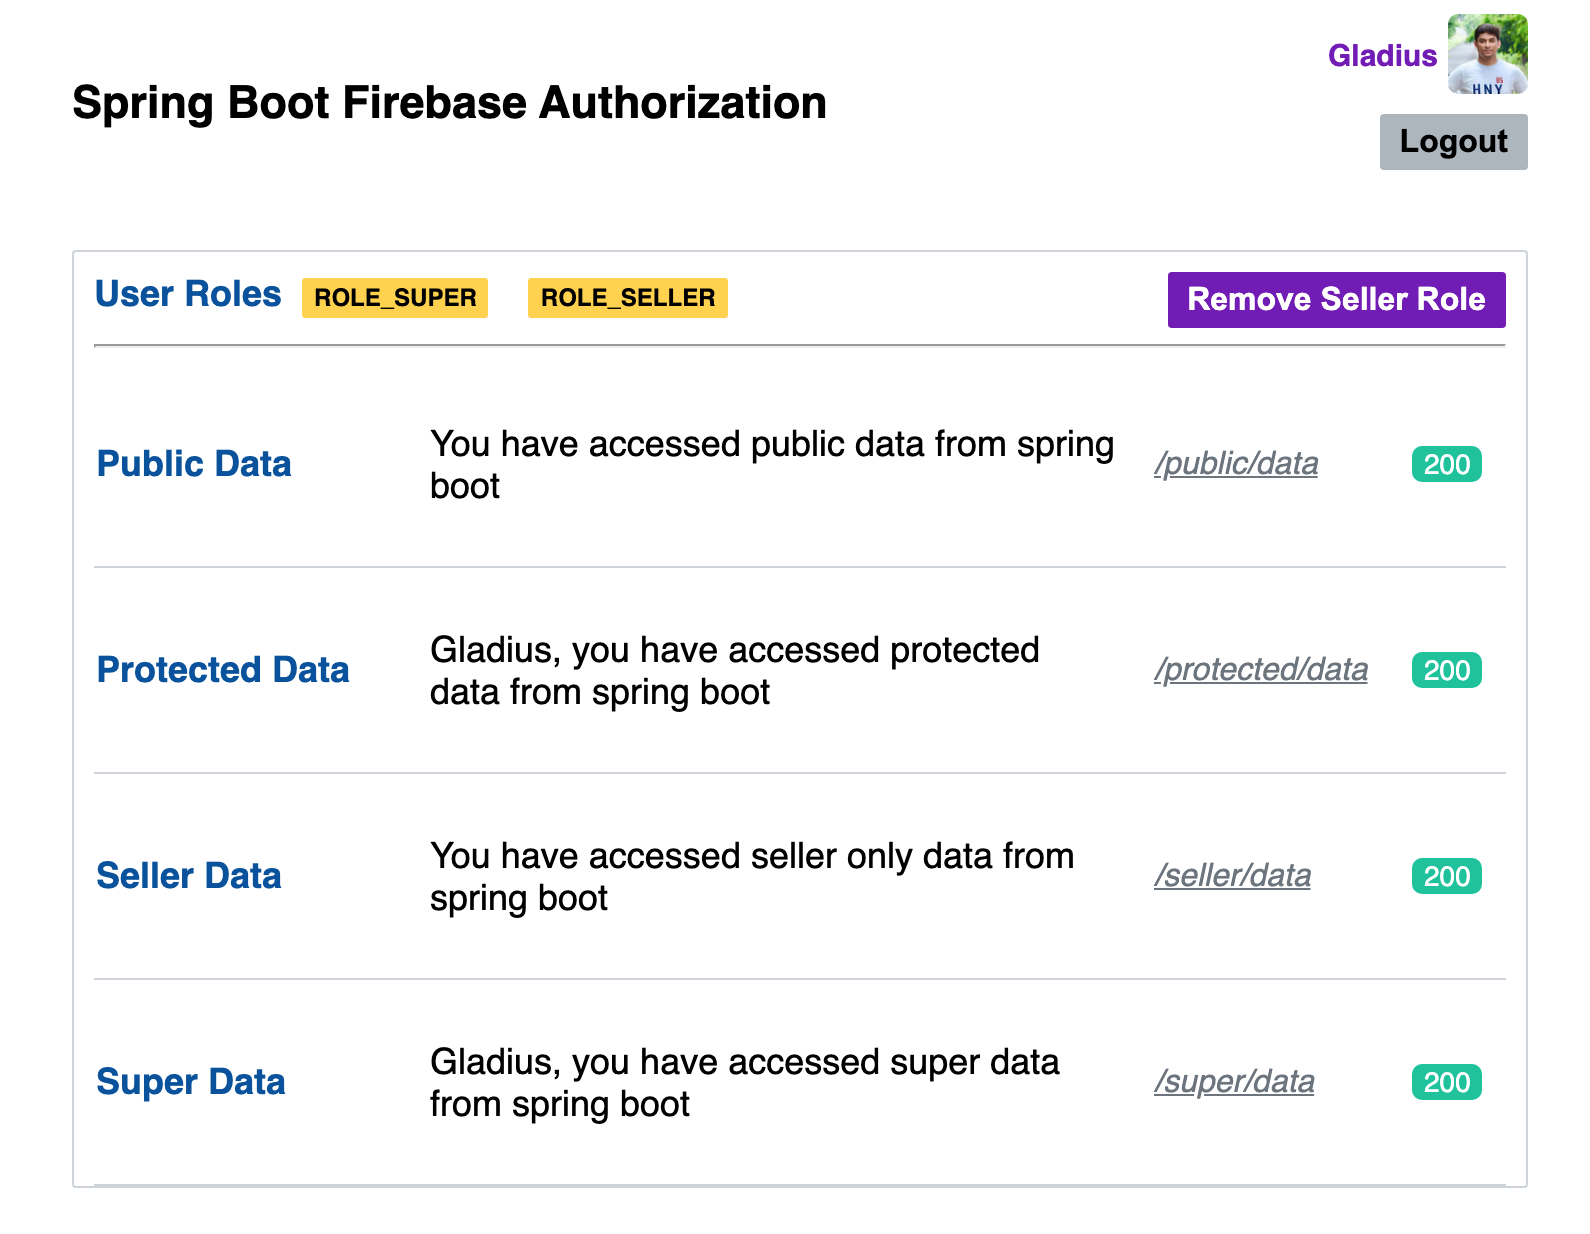 Gladius
HNY
Spring Boot Firebase Authorization
Logout
User Roles ROLE_SUPER ROLE_SELLER Remove Seller Role
Public Data
You have accessed public data from spring
boot
/public/data
200
Protected Data
Gladius, you have accessed protected
data from spring boot
/protected/data
200
Seller Data
You have accessed seller only data from
spring boot
/seller/data
200
Super Data
Gladius, you have accessed super data
from spring boot
/super/data
200